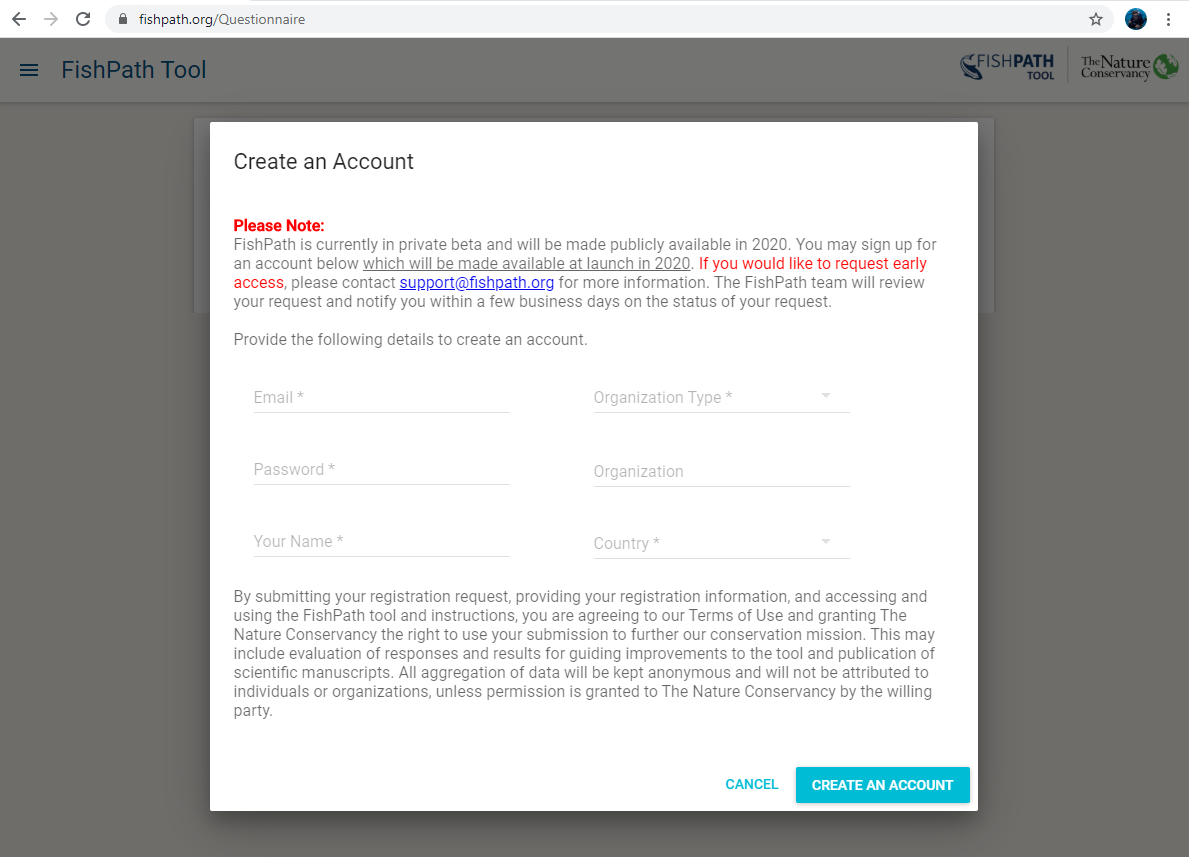 fishpath.org/Questionnaire
FishPath Tool
FISHPATH
TOOL
The Nature
Conservancy
Create an Account
Please Note:
FishPath is currently in private beta and will be made publicly available in 2020. You may sign up for
an account below which will be made available at launch in 2020. If you would like to request early
access, please contact support@fishpath.org for more information. The FishPath team will review
your request and notify you within a few business days on the status of your request.
Provide the following details to create an account.
Email *
Organization Type *
Password *
Organization
Your Name *
Country *
By submitting your registration request, providing your registration information, and accessing and
using the FishPath tool and instructions, you are agreeing to our Terms of Use and granting The
Nature Conservancy the right to use your submission to further our conservation mission. This may
include evaluation of responses and results for guiding improvements to the tool and publication of
scientific manuscripts. All aggregation of data will be kept anonymous and will not be attributed to
individuals or organizations, unless permission is granted to The Nature Conservancy by the willing
party.
CANCEL
CREATE AN ACCOUNT